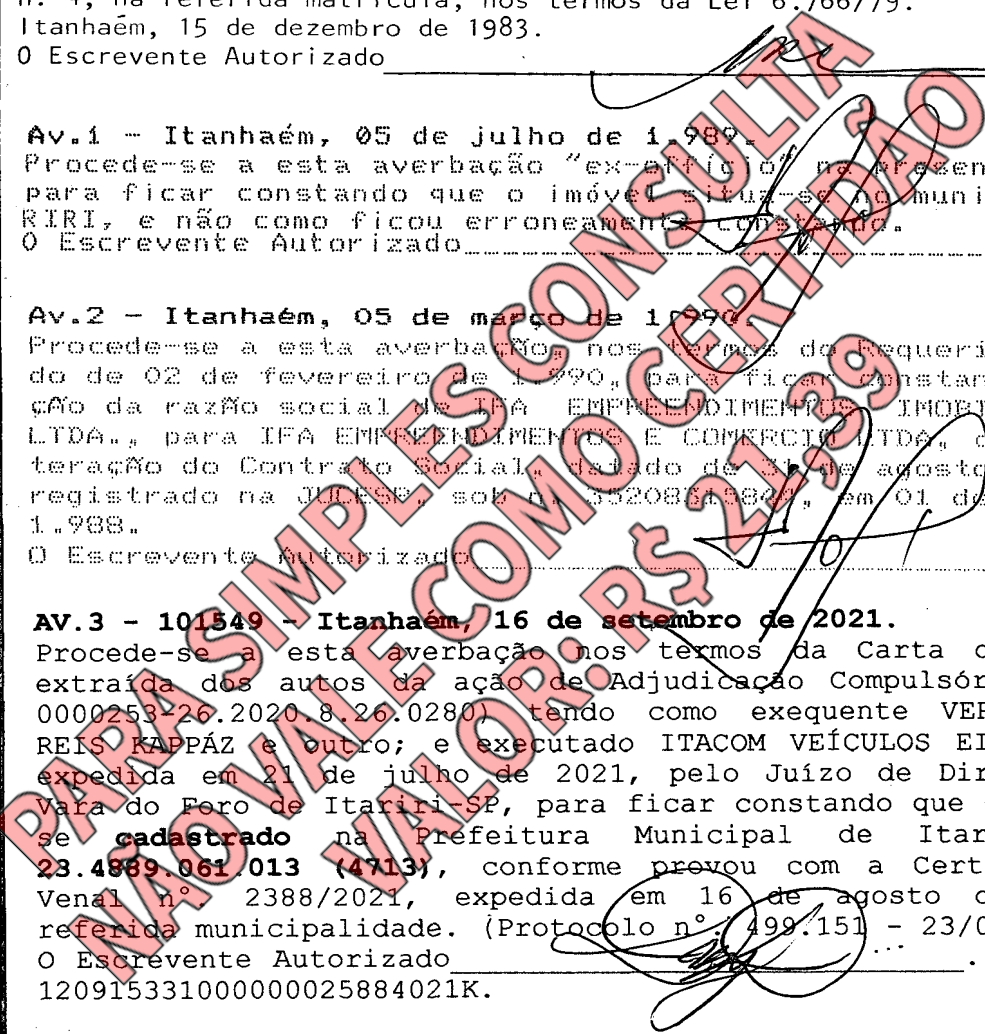 n. 4, na referida matrícula, nos termos da Lei 6.766/79.
Itanhaém, 15 de dezembro de 1983.
O Escrevente Autorizado
Av.1 - Itanhaém, 05 de julho de 1.989.
Procede-se a esta averbação "ex-officio" na presen
para ficar constando que o imóvel situa-se no muni
RIRI, e não como ficou erroneamente constando.
O Escrevente Autorizado
Av.2 - Itanhaém, 05 de março de 1.990.
Procede-se a esta averbação, nos termos do Requeri
do de 02 de fevereiro de 1.990, para ficar constan
çÃo da razÃo social de IFA EMPREENDIMENTOS IMOBI
LTDA., para IFA EMPREENDIMENTOS E COMERCIO LTDA,
teraçÃo do Contrato Social, datado de 31 de agosto
registrado na JUCESP, sob n. em 01 de
1.988.
O Escrevente Autorizado
AV.3 - 101549 - Itanhaém, 16 de setembro de 2021.
Procede-se a esta averbação nos termos da Carta d
extraída dos autos da ação de Adjudicação Compulsór
0000253-26.2020.8.26.0280) tendo como exequente VER
REIS KAPPÁZ e outro; e executado ITACOM VEÍCULOS EI
expedida em 21 de julho de 2021, pelo Juízo de Dir
Vara do Foro de Itariri-SP, para ficar constando que
se cadastrado na Prefeitura Municipal de Itar
23.4889.061.013 (4713), conforme provou com a Cert
Venal nº. 2388/2021, expedida em 16 de agosto d
referida municipalidade. (Protocolo nº. 499.151 - 23/0
O Escrevente Autorizado .
120915331000000025884021K.
PARA SIMPLES CONSULTA
NÃO VALE COMO CERTIDÃO
VALOR: R$ 21,39